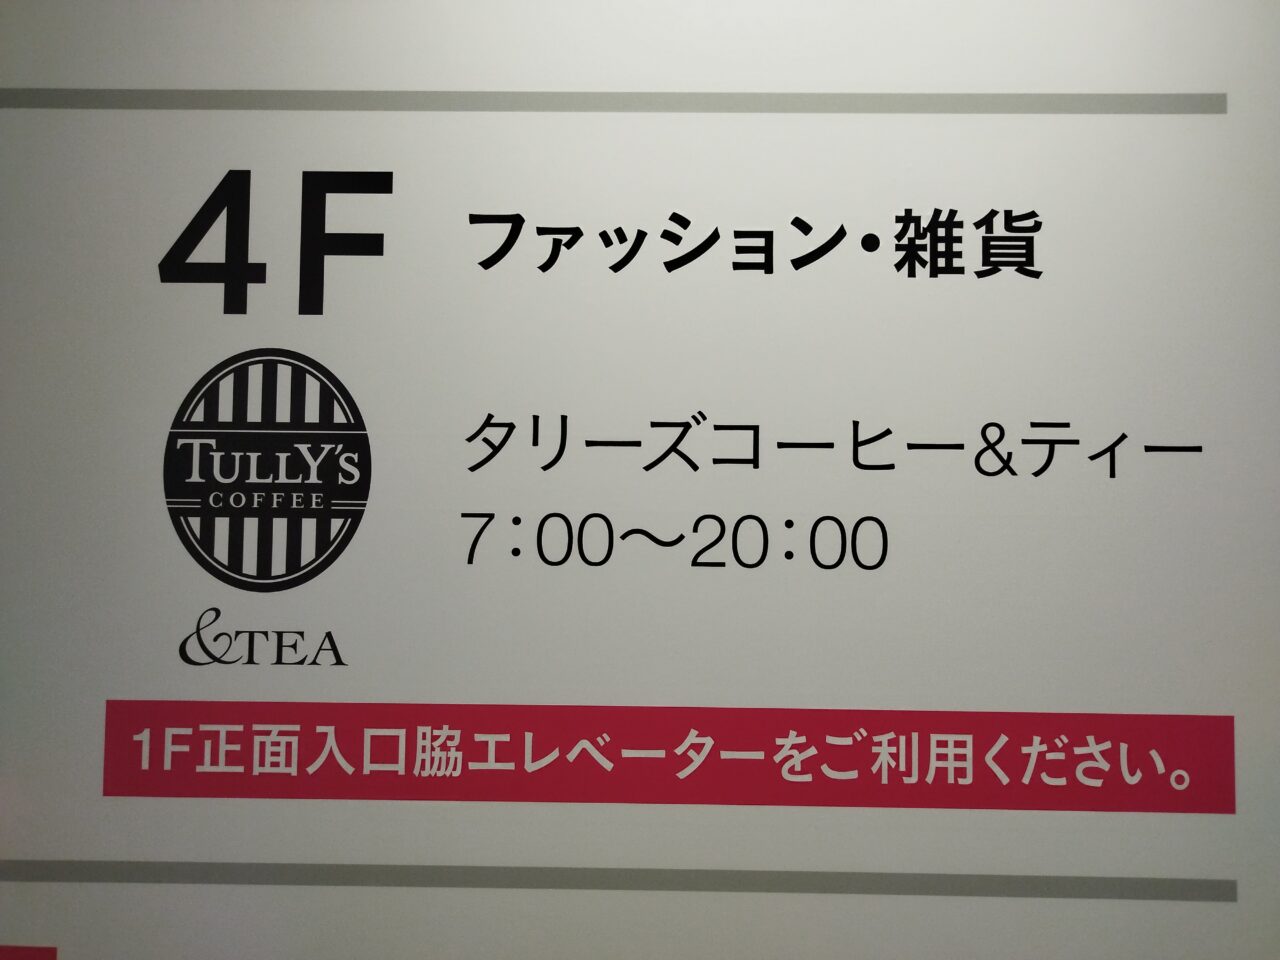 4F ファッション・雑貨
TULLY'S
COFFEE
&TEA
タリーズコーヒー&ティー
7:00〜20:00
1F正面入口脇エレベーターをご利用ください。